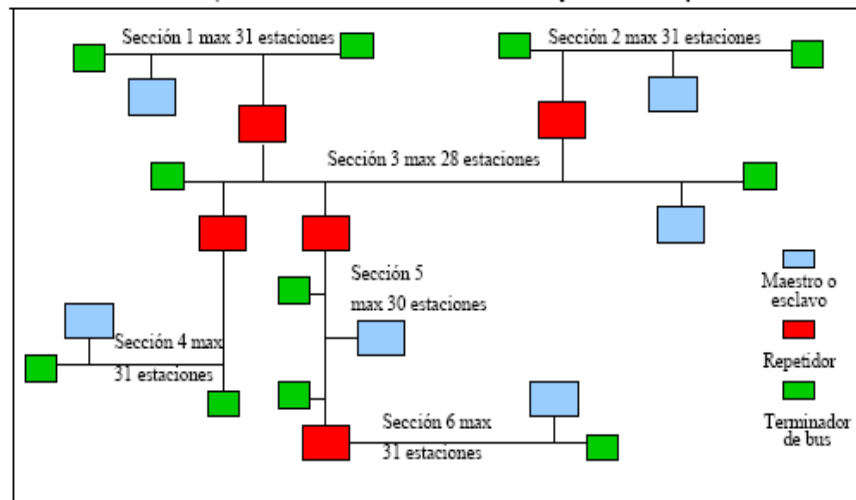 Sección 1 max 31 estaciones
Sección 2 max 31 estaciones
Sección 3 max 28 estaciones
Sección 5
max 30 estaciones
Sección 4 max
31 estaciones
Sección 6 max
31 estaciones
Maestro o
esclavo
Repetidor
Terminador
de bus